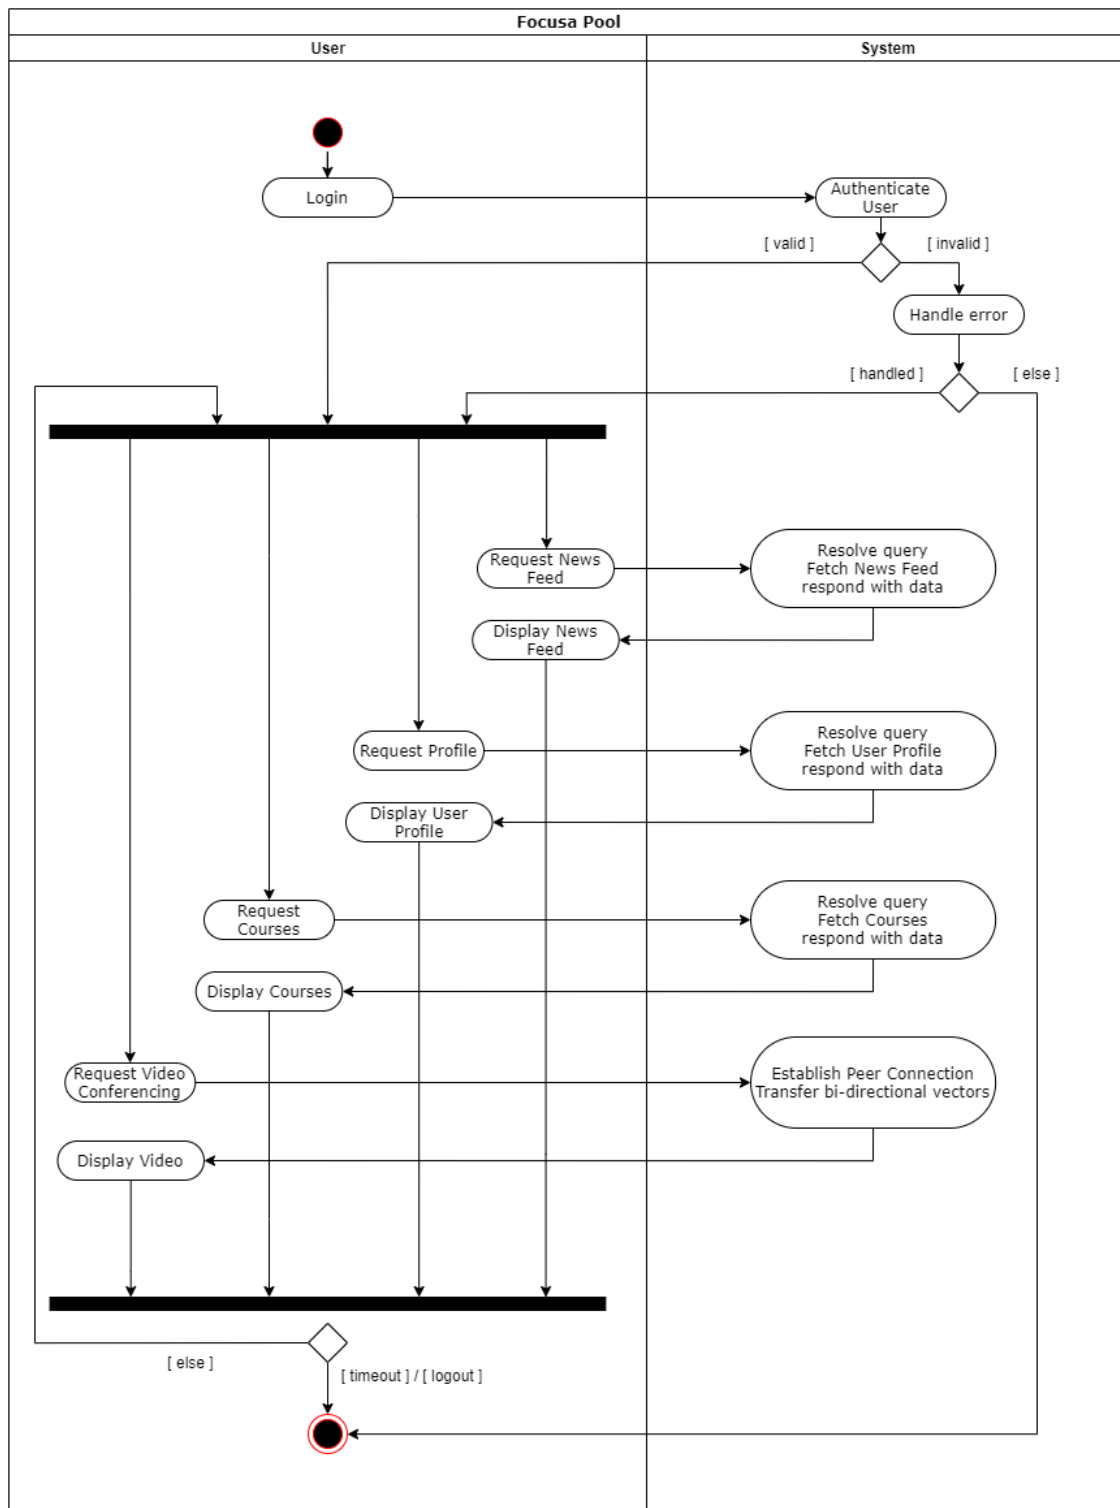 Focusa Pool
User
System
Login
Authenticate
User
[ valid ]
[ invalid ]
Handle error
[ handled ]
[ else ]
Request News
Feed
Resolve query
Fetch News Feed
respond with data
Display News
Feed
Request Profile
Resolve query
Fetch User Profile
respond with data
Display User
Profile
Request
Courses
Resolve query
Fetch Courses
respond with data
Display Courses
Request Video
Conferencing
Establish Peer Connection
Transfer bi-directional vectors
Display Video
[ else ]
[ timeout ] / [ logout ]